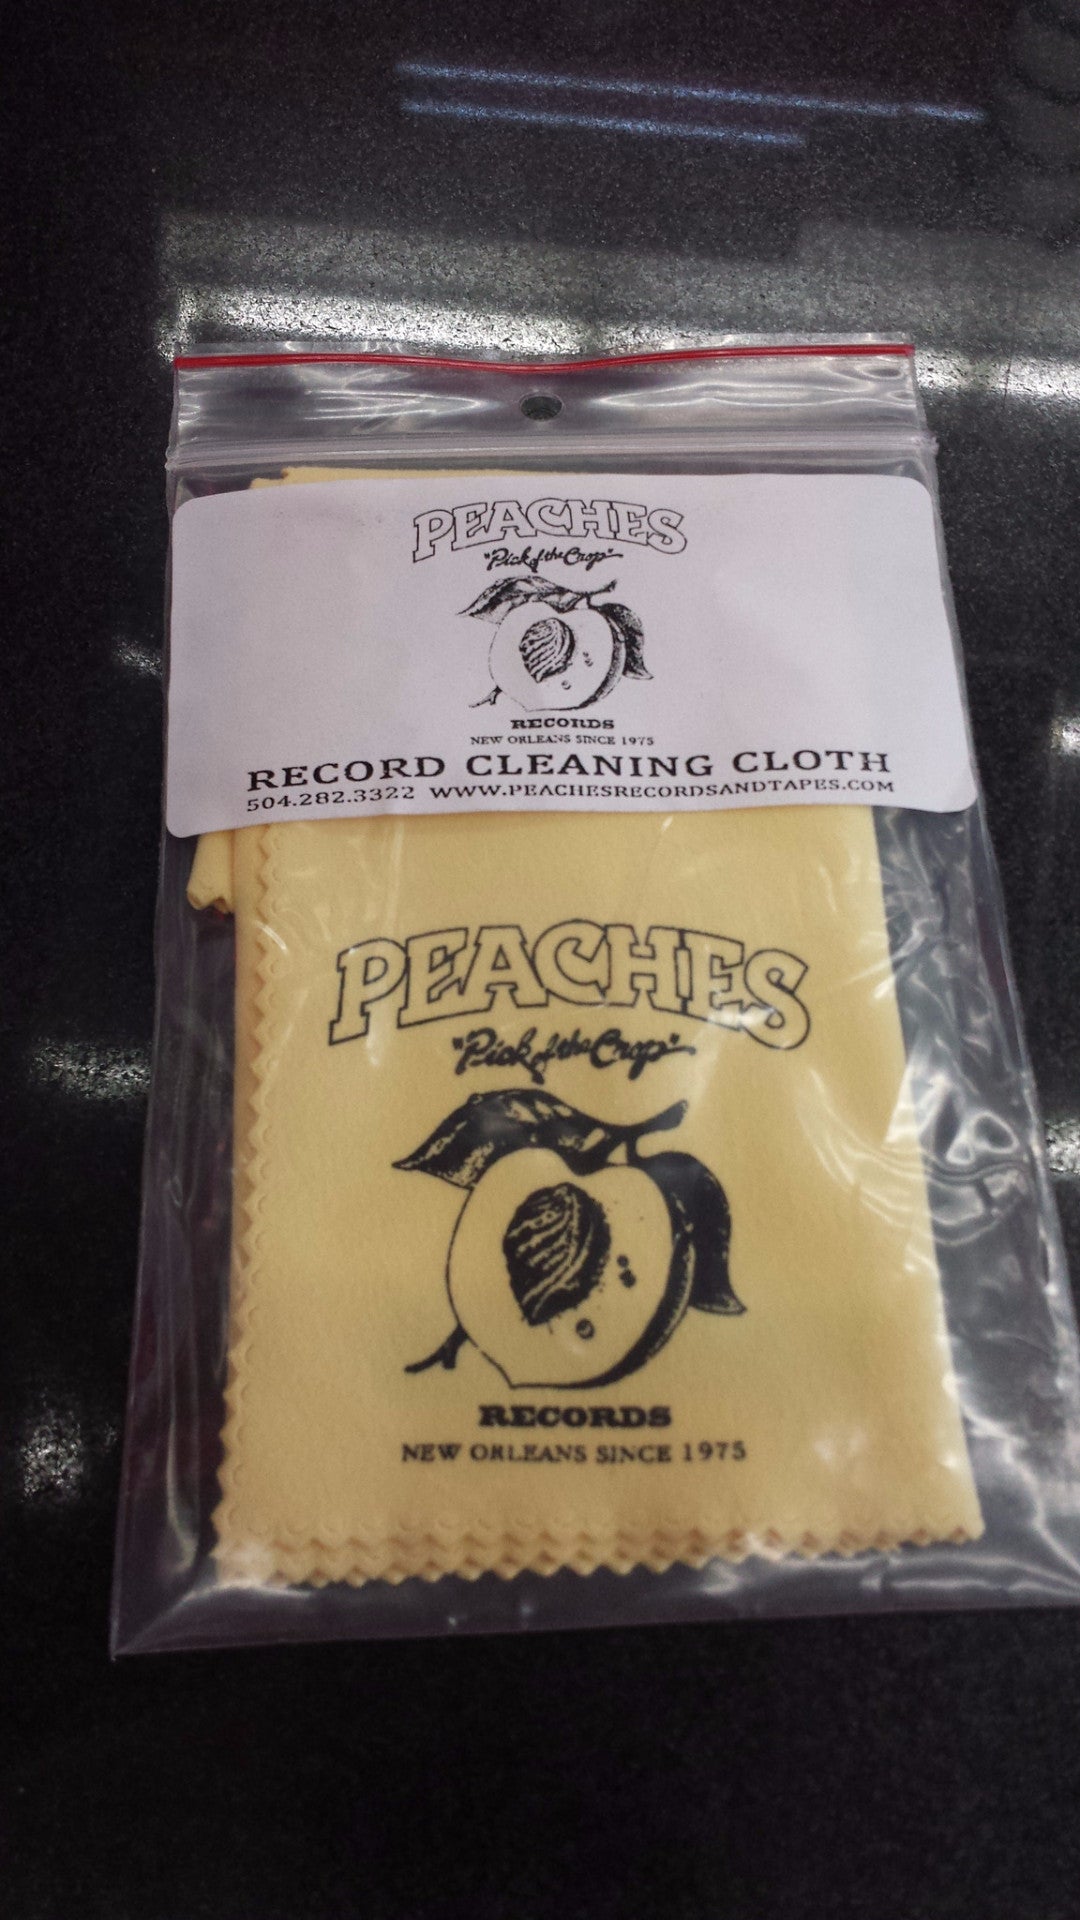 PEACHES
"Pick of the Crop"
RECORDS
NEW ORLEANS SINCE 1975
RECORD CLEANING CLOTH
504.282.3322 WWW.PEACHESRECORDSANDTAPES.COM
PEACHES
"Pick of the Crop"
RECORDS
NEW ORLEANS SINCE 1975